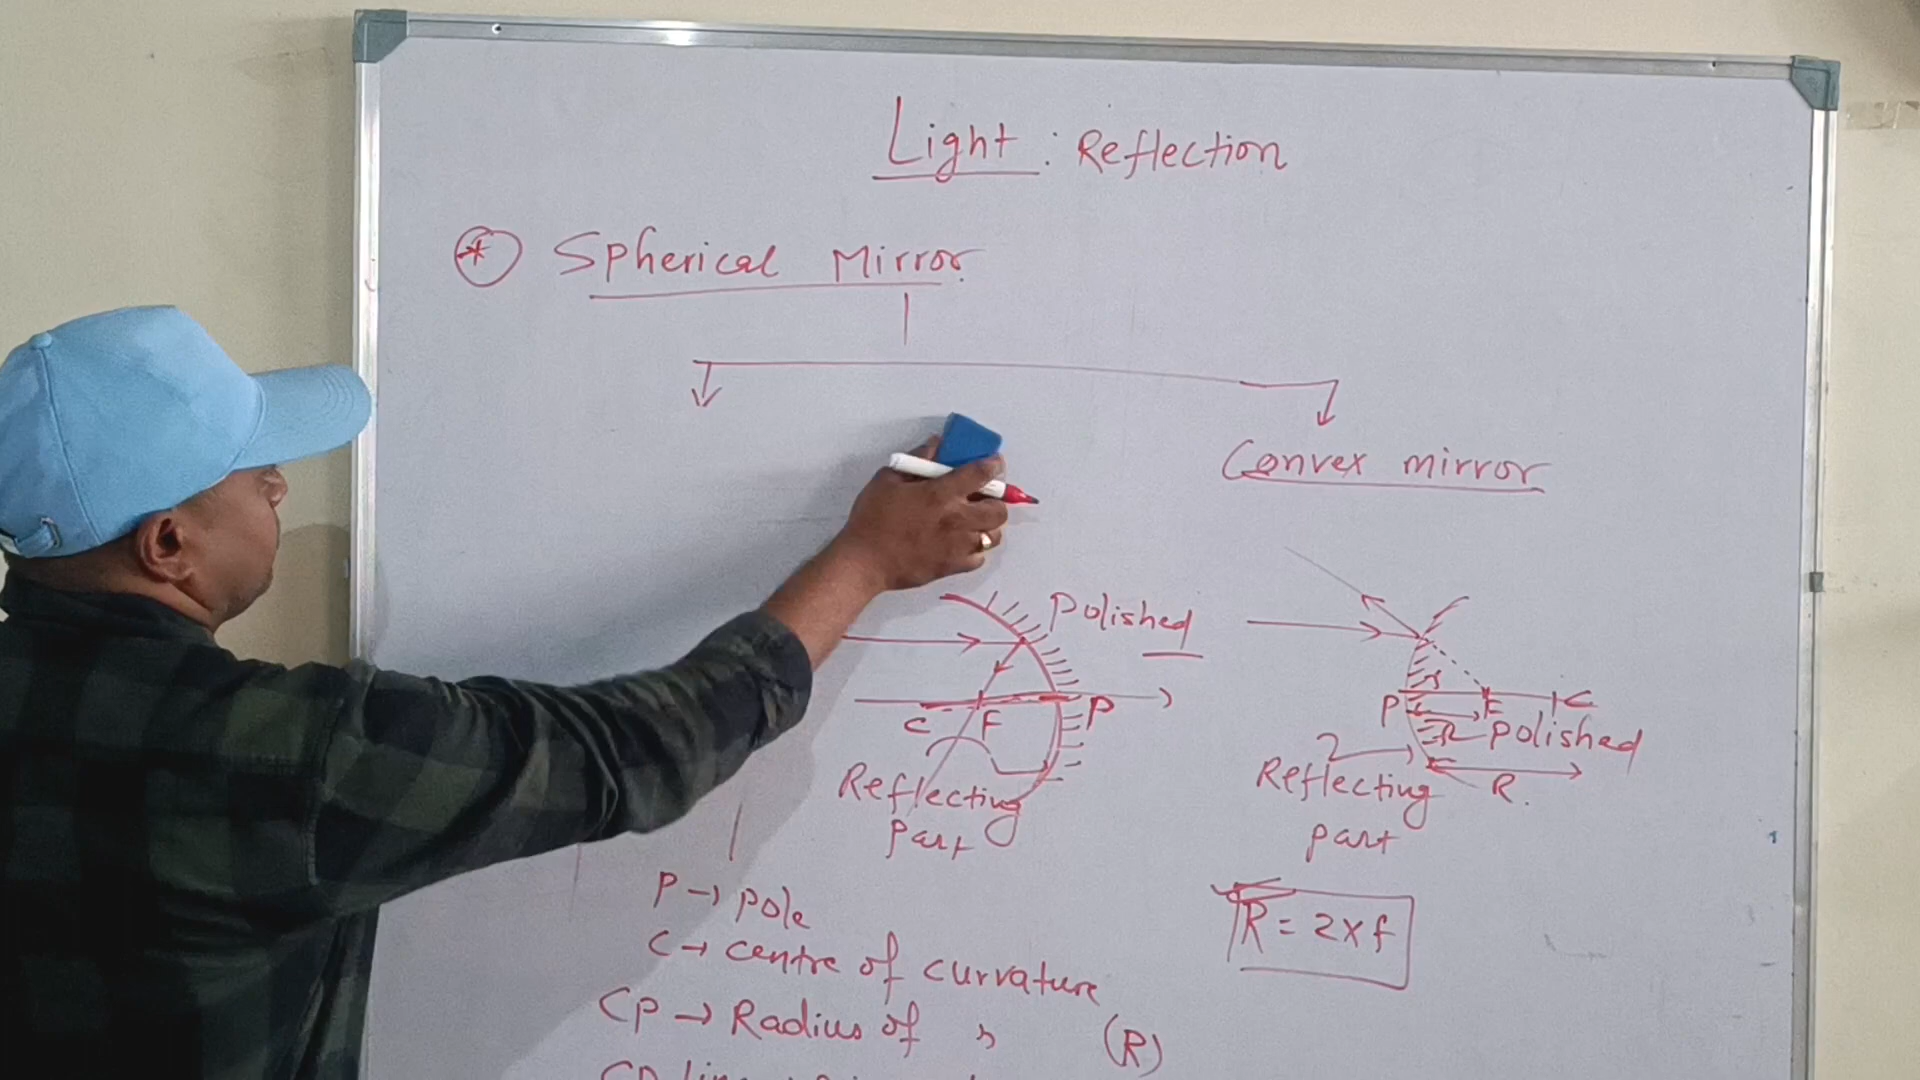 Light : Reflection
* Spherical Mirror
Convex mirror
Polished
C F P
Reflecting
part
P F C
polished
R
Reflecting
part
P → pole
C → centre of curvature
CP → Radius of " (R)
R = 2 x f